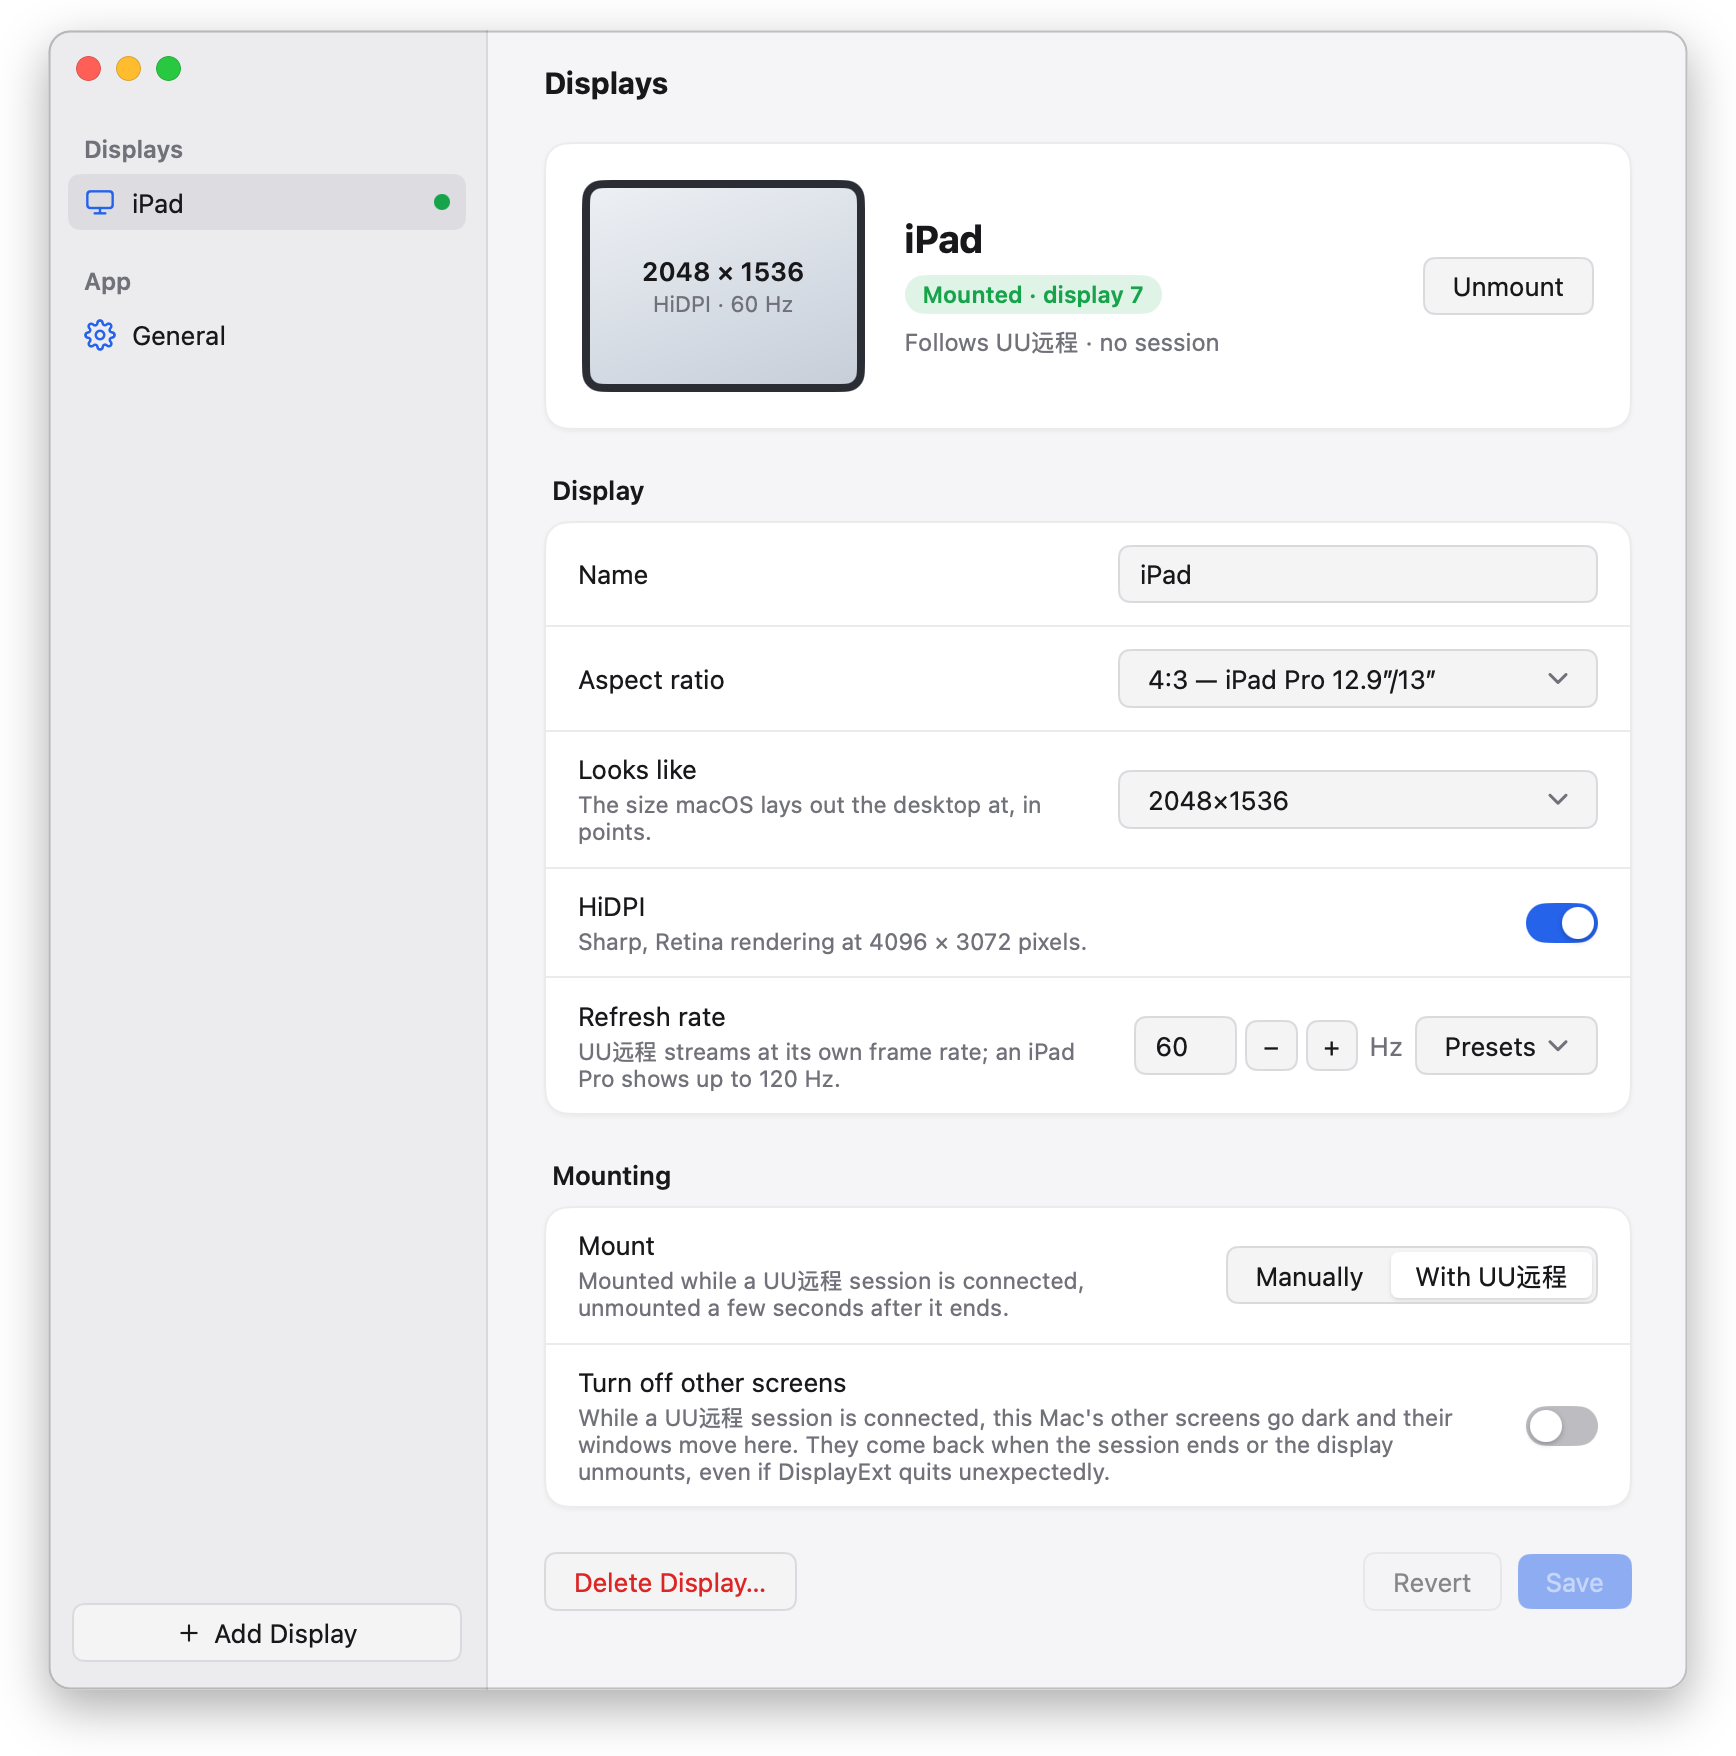 Displays
iPad
App
General
+ Add Display
Displays
2048 × 1536
HiDPI · 60 Hz
iPad
Mounted · display 7
Follows UU远程 · no session
Unmount
Display
Name
iPad
Aspect ratio
4:3 — iPad Pro 12.9″/13″
Looks like
The size macOS lays out the desktop at, in
points.
2048×1536
HiDPI
Sharp, Retina rendering at 4096 × 3072 pixels.
Refresh rate
UU远程 streams at its own frame rate; an iPad
Pro shows up to 120 Hz.
60 − + Hz Presets
Mounting
Mount
Mounted while a UU远程 session is connected,
unmounted a few seconds after it ends.
Manually With UU远程
Turn off other screens
While a UU远程 session is connected, this Mac's other screens go dark and their
windows move here. They come back when the session ends or the display
unmounts, even if DisplayExt quits unexpectedly.
Delete Display...
Revert Save